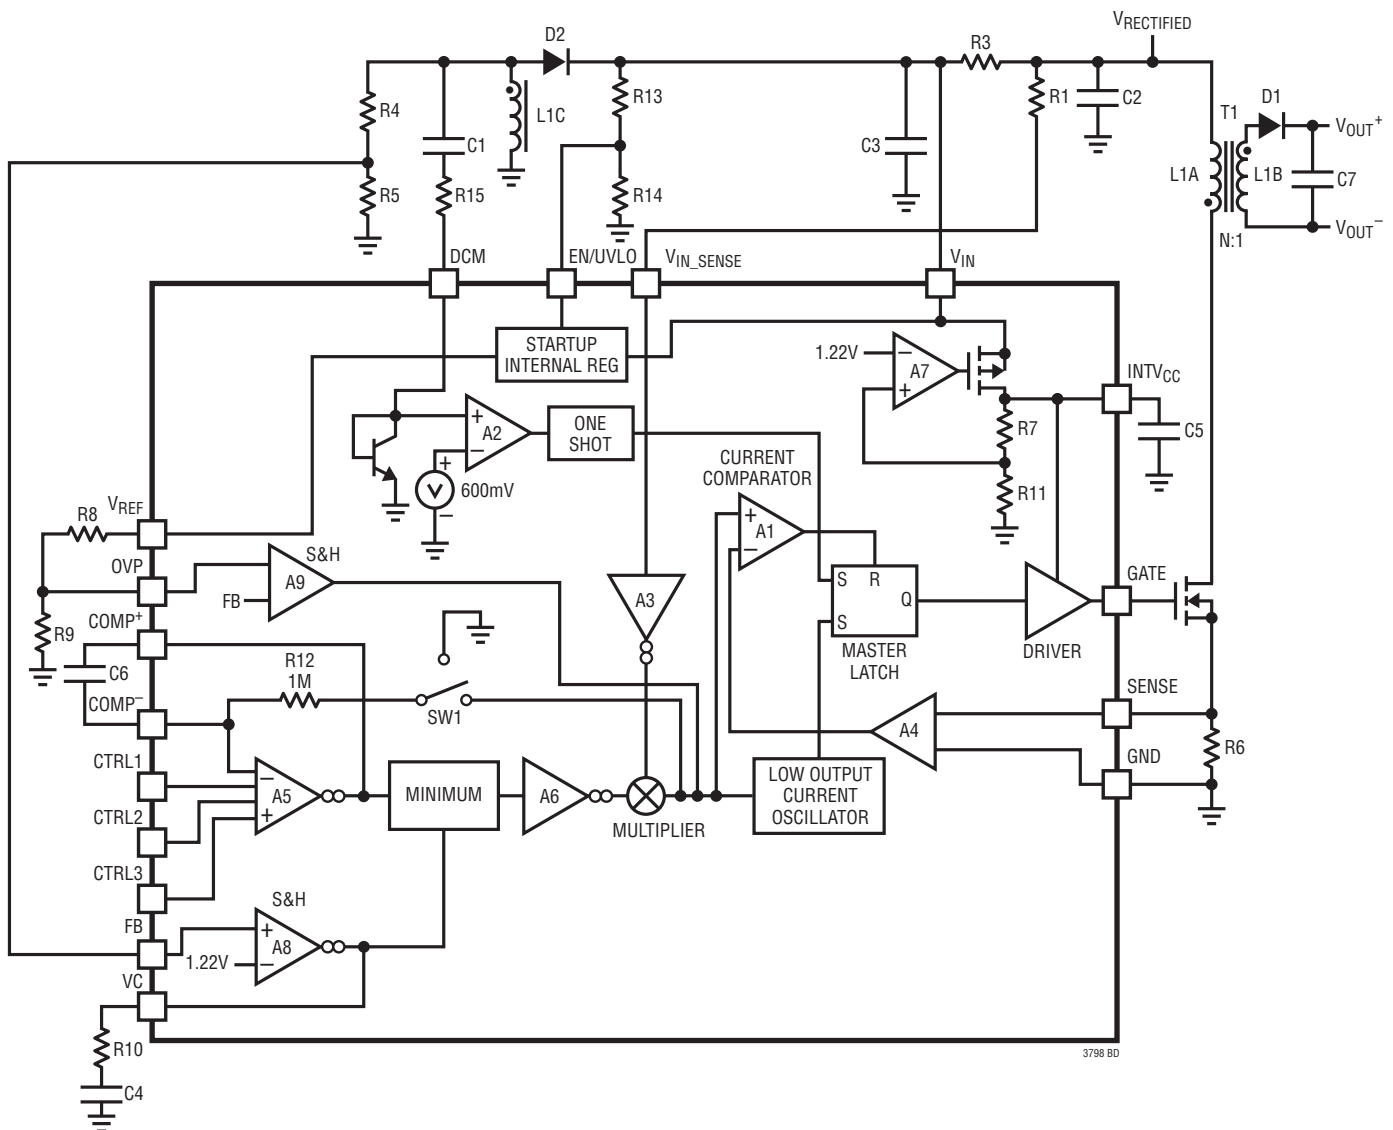 VRECTIFIED
D2
R3
R4
R13
R1
C2
L1C
T1
D1
VOUT+
C1
C3
L1A
L1B
C7
R5
R15
R14
VOUT–
N:1
DCM
EN/UVLO
VIN_SENSE
VIN
STARTUP
INTERNAL REG
1.22V
–
A7
+
INTVCC
+
A2
–
ONE
SHOT
R7
C5
+
600mV
–
CURRENT
COMPARATOR
R11
VREF
R8
+
A1
–
OVP
S&H
A9
FB
S
R
Q
S
GATE
A3
COMP+
R9
MASTER
LATCH
DRIVER
C6
R12
1M
COMP–
SW1
SENSE
A4
R6
CTRL1
GND
–
A5
+
MINIMUM
A6
LOW OUTPUT
CURRENT
OSCILLATOR
CTRL2
MULTIPLIER
CTRL3
S&H
FB
+
A8
1.22V
–
VC
R10
3798 BD
C4